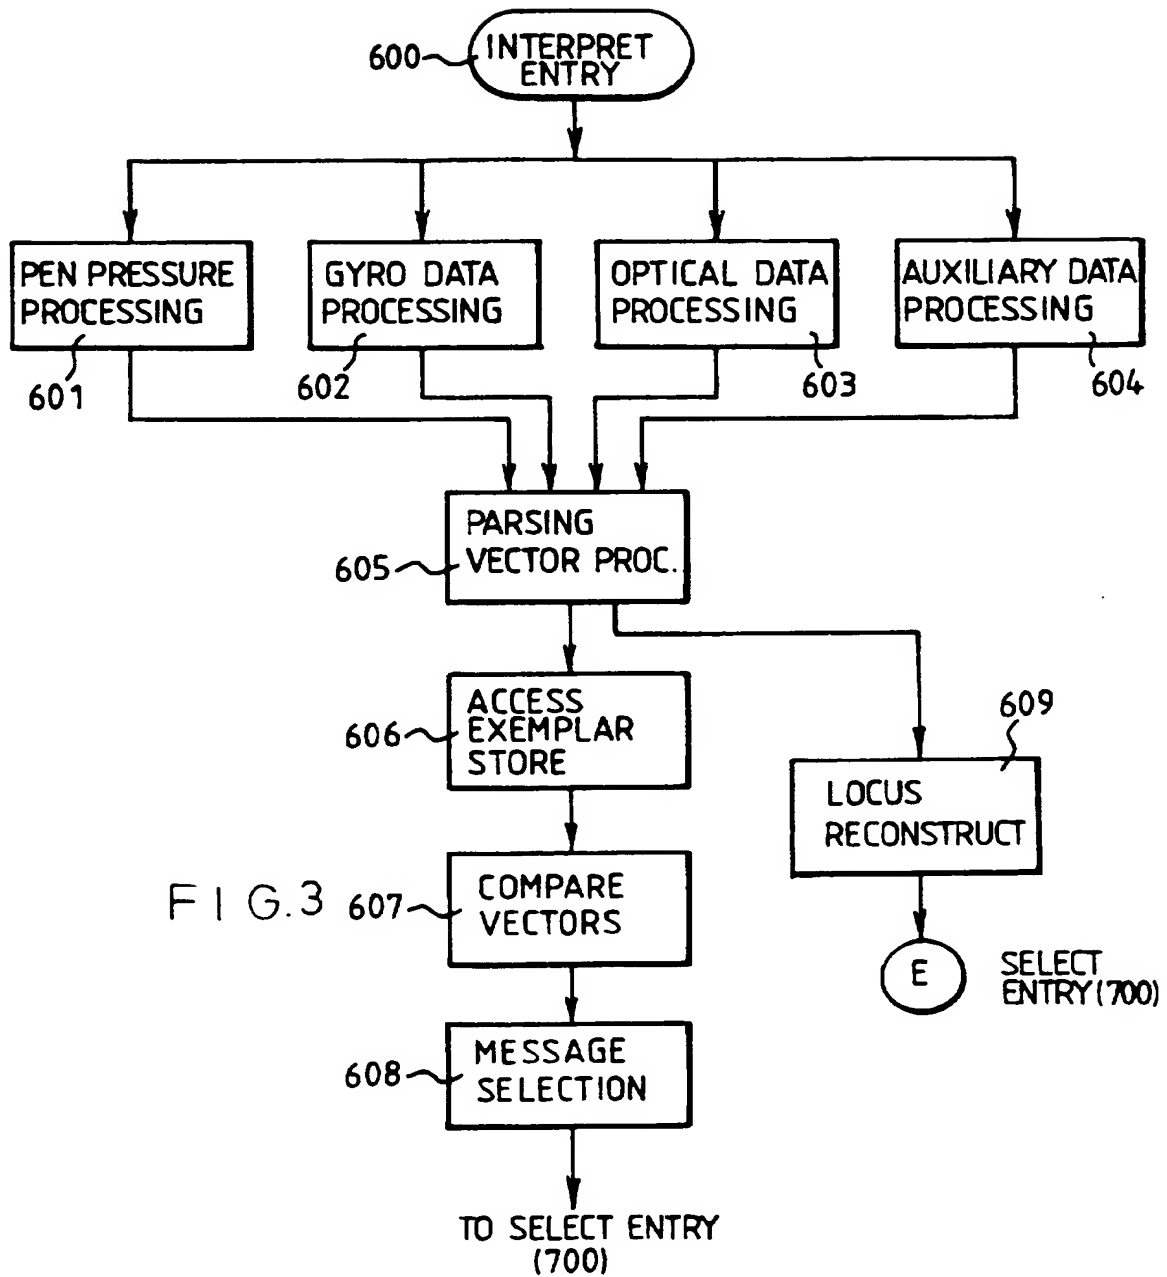 600
INTERPRET
ENTRY
PEN PRESSURE
PROCESSING
601
GYRO DATA
PROCESSING
602
OPTICAL DATA
PROCESSING
603
AUXILIARY DATA
PROCESSING
604
605
PARSING
VECTOR PROC.
606
ACCESS
EXEMPLAR
STORE
609
LOCUS
RECONSTRUCT
FIG.3
607
COMPARE
VECTORS
E
SELECT
ENTRY (700)
608
MESSAGE
SELECTION
TO SELECT ENTRY
(700)